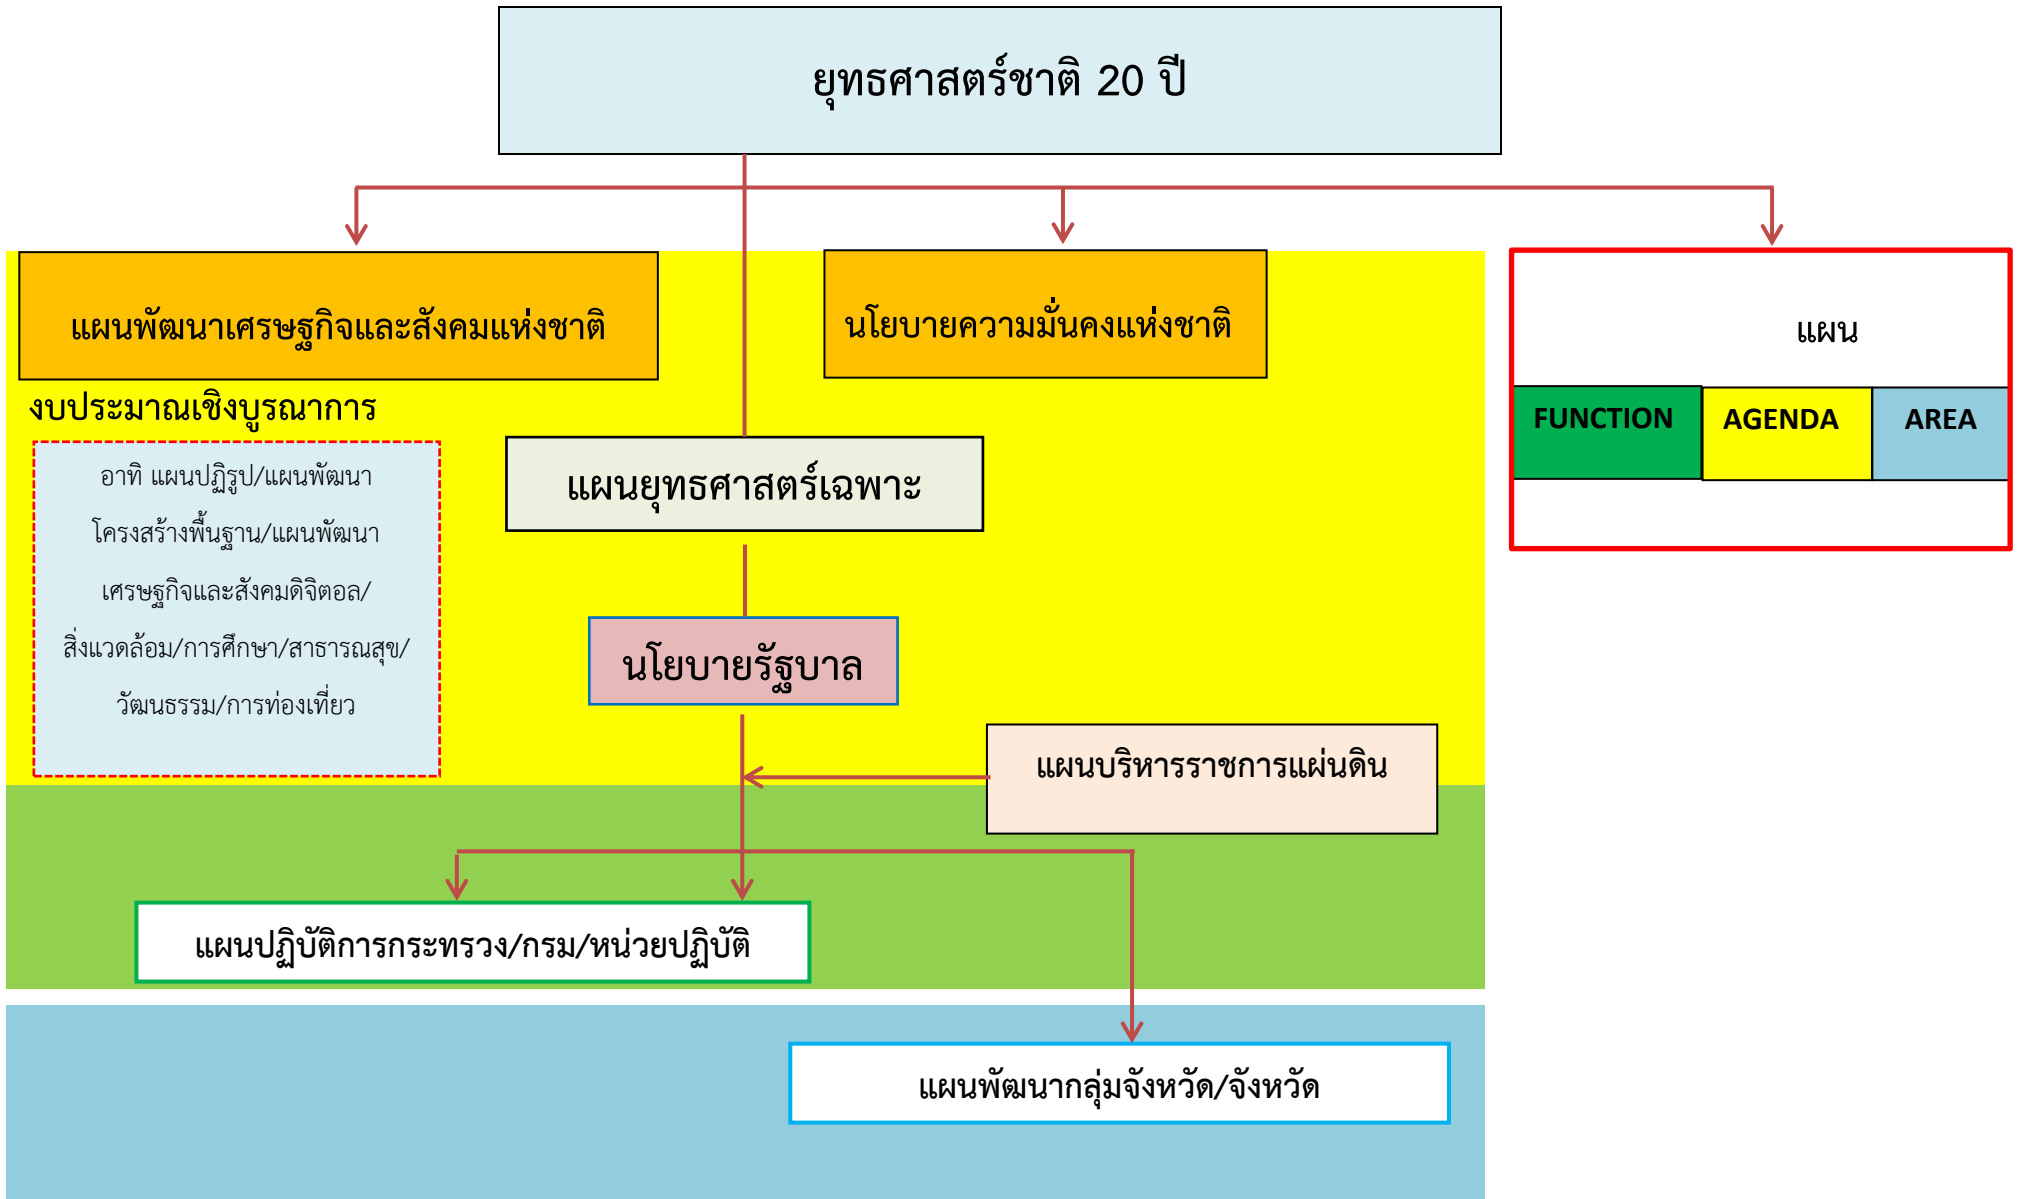 ยุทธศาสตร์ชาติ 20 ปี
แผนพัฒนาเศรษฐกิจและสังคมแห่งชาติ
นโยบายความมั่นคงแห่งชาติ
แผน
FUNCTION
AGENDA
AREA
งบประมาณเชิงบูรณาการ
อาทิ แผนปฏิรูป/แผนพัฒนา
โครงสร้างพื้นฐาน/แผนพัฒนา
เศรษฐกิจและสังคมดิจิตอล/
สิ่งแวดล้อม/การศึกษา/สาธารณสุข/
วัฒนธรรม/การท่องเที่ยว
แผนยุทธศาสตร์เฉพาะ
นโยบายรัฐบาล
แผนบริหารราชการแผ่นดิน
แผนปฏิบัติการกระทรวง/กรม/หน่วยปฏิบัติ
แผนพัฒนากลุ่มจังหวัด/จังหวัด